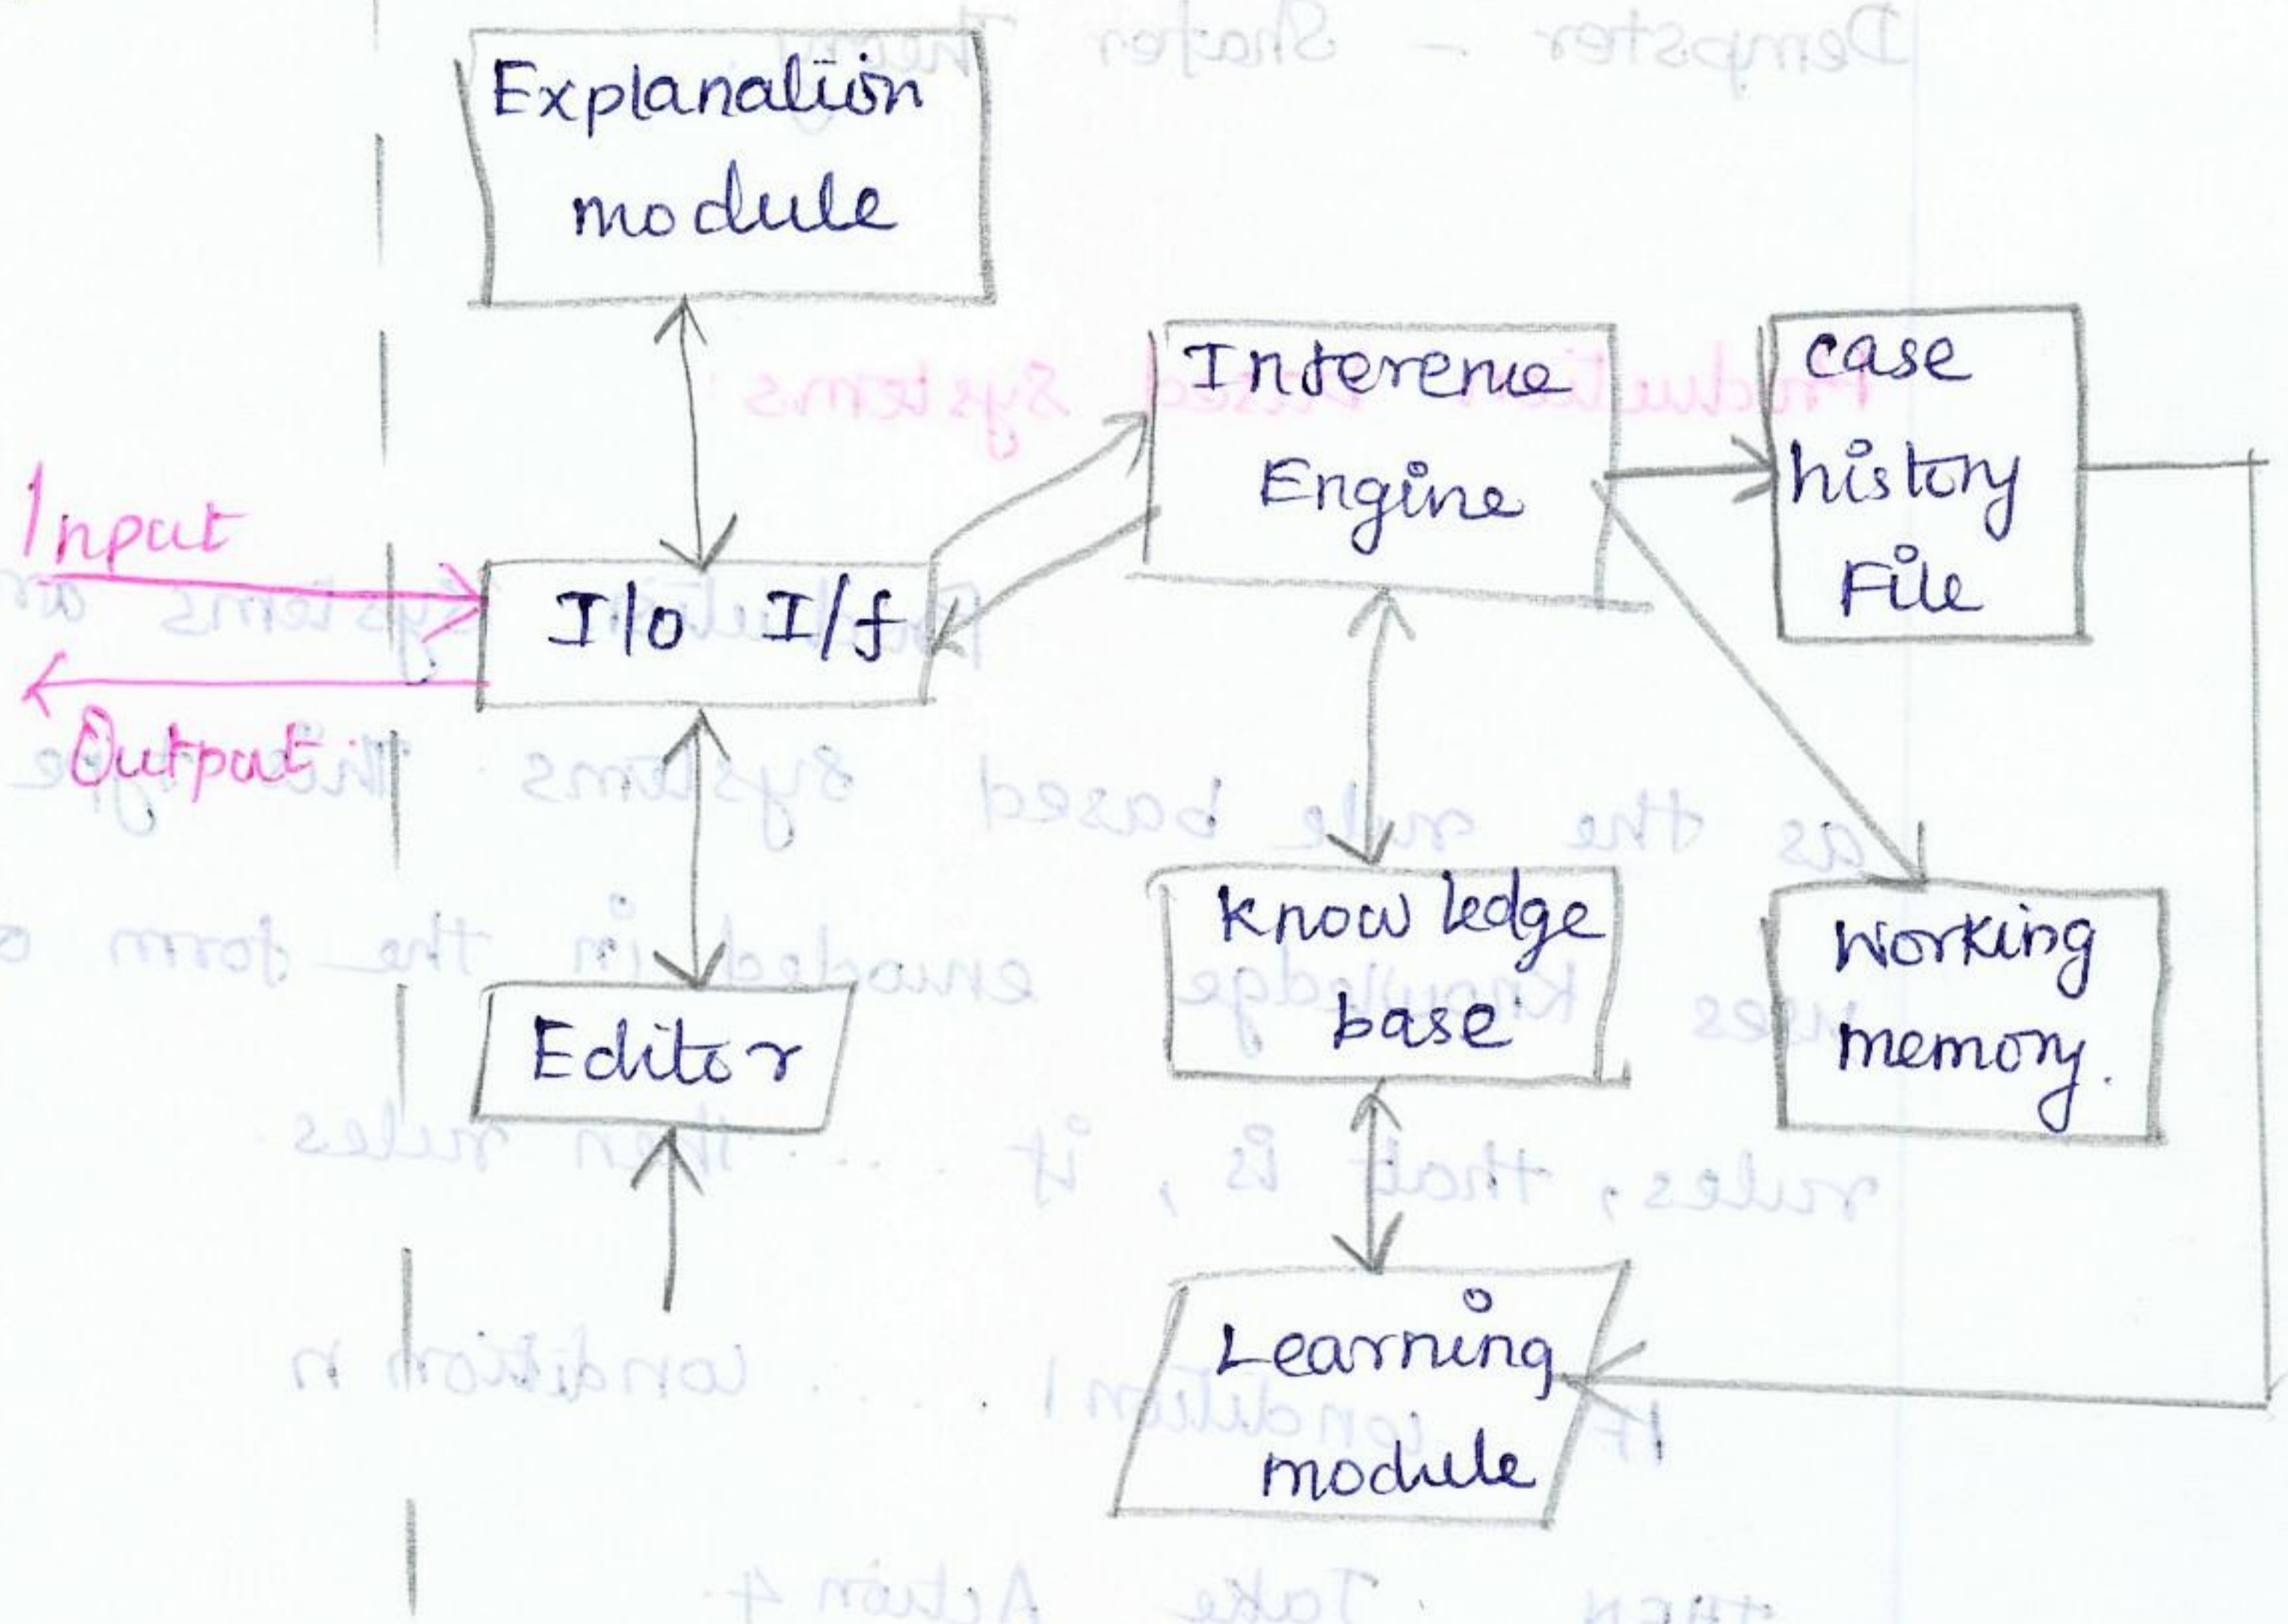 Explanation
module
Inference
Engine
case
history
File
Input
I/o I/f
Output
Knowledge
base
Working
memory.
Editor
Learning
module